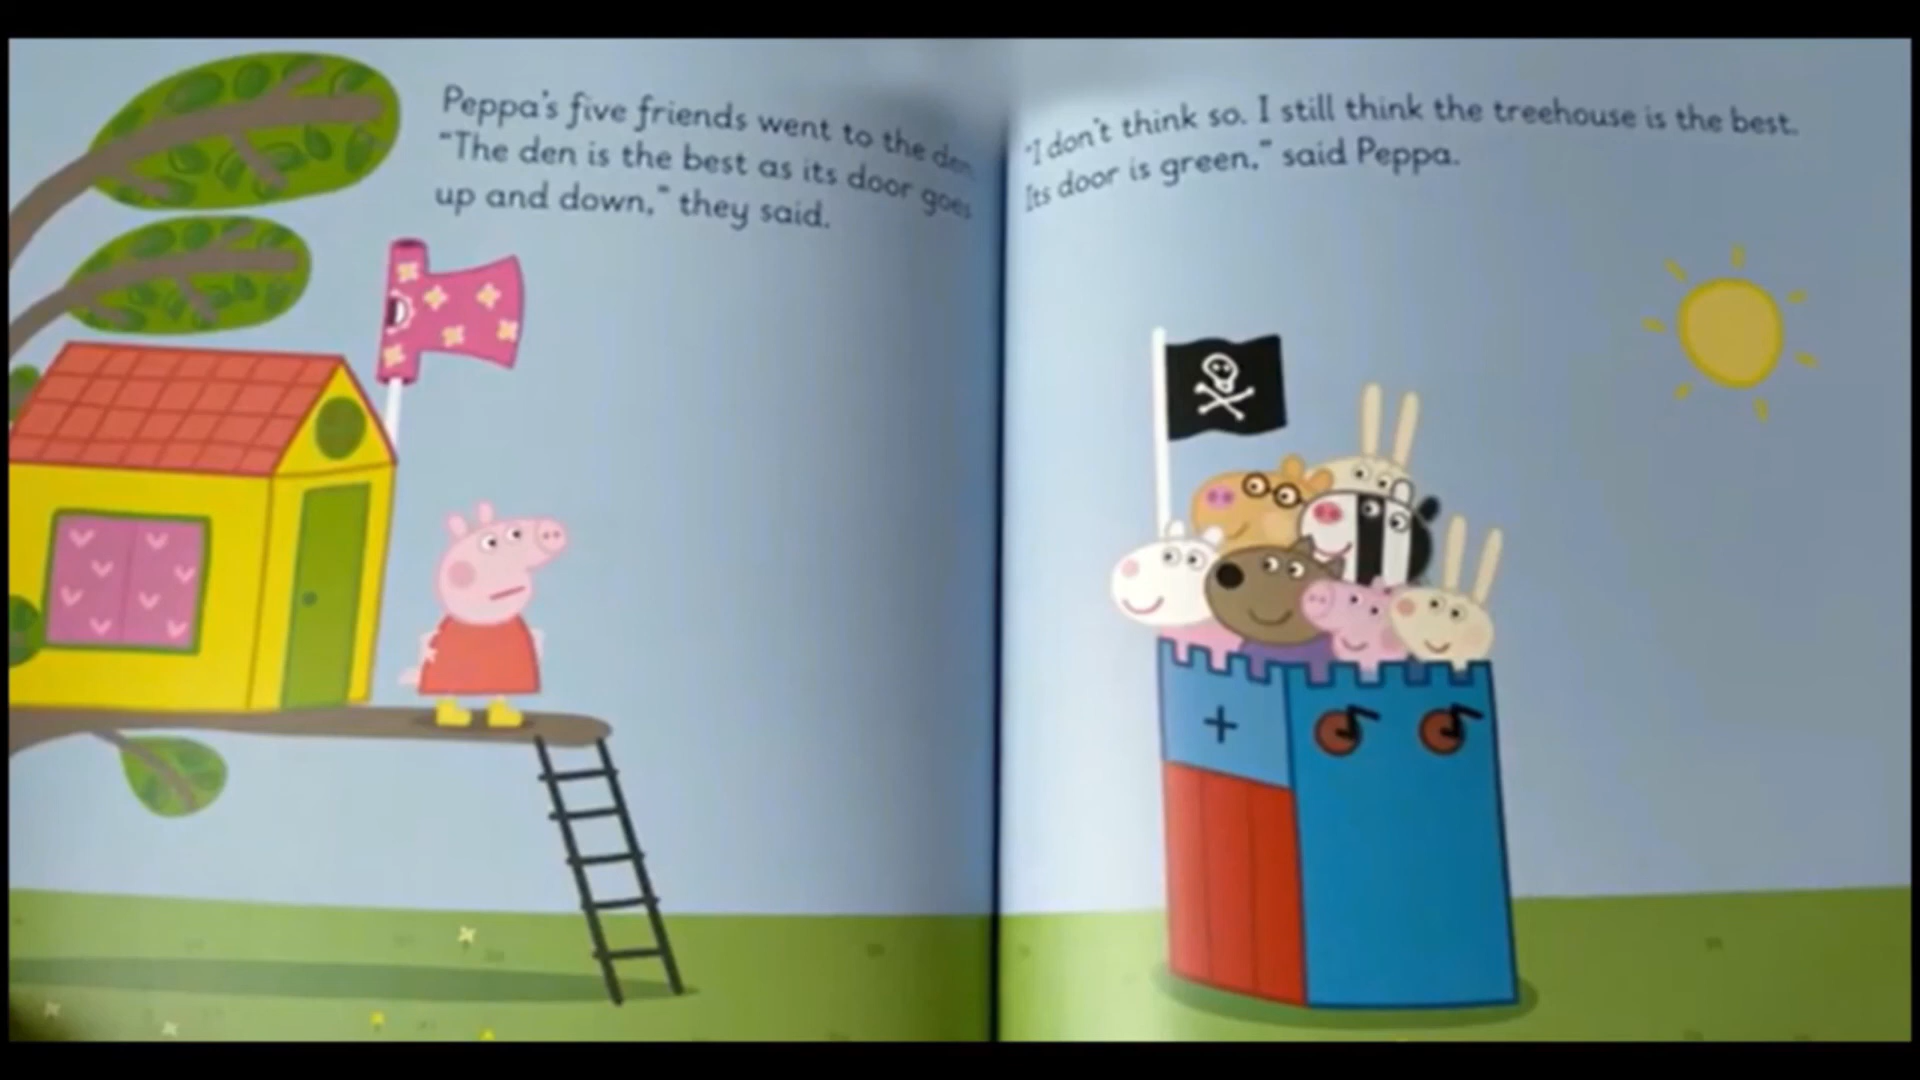 Peppa's five friends went to the den.
"The den is the best as its door goes
up and down," they said.
"I don't think so. I still think the treehouse is the best.
Its door is green," said Peppa.